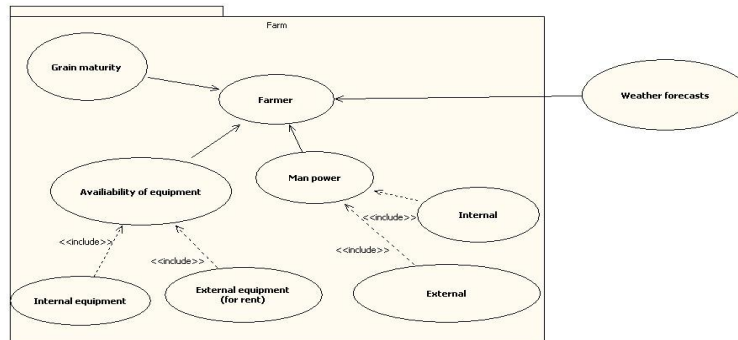 Farm
Grain maturity
Farmer
Weather forecasts
Availiability of equipment
Man power
Internal
<<include>>
<<include>>
<<include>>
<<include>>
Internal equipment
External equipment
(for rent)
External